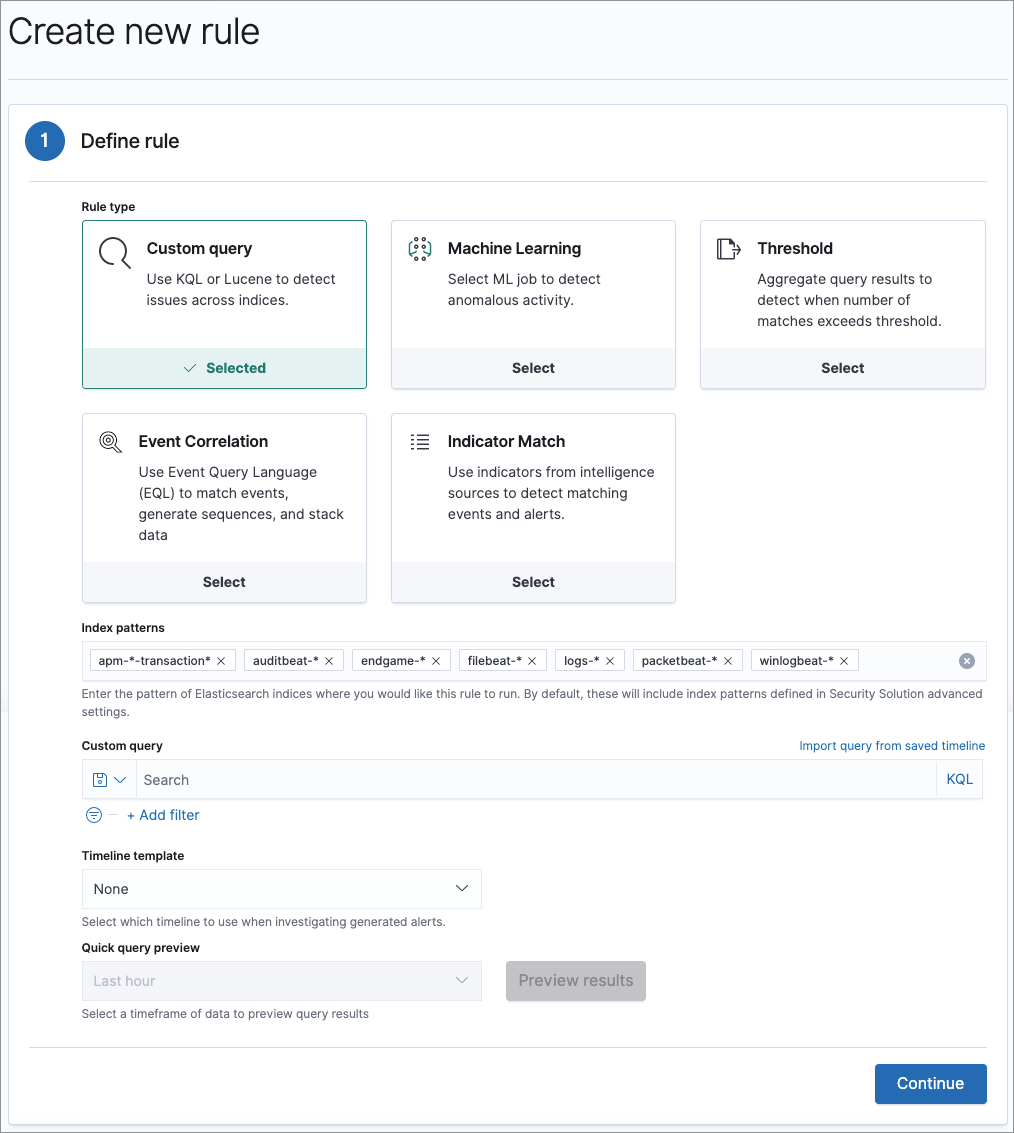 Create new rule
1 Define rule
Rule type
Custom query
Use KQL or Lucene to detect
issues across indices.
Selected
Machine Learning
Select ML job to detect
anomalous activity.
Select
Threshold
Aggregate query results to
detect when number of
matches exceeds threshold.
Select
Event Correlation
Use Event Query Language
(EQL) to match events,
generate sequences, and stack
data
Select
Indicator Match
Use indicators from intelligence
sources to detect matching
events and alerts.
Select
Index patterns
apm-*-transaction* auditbeat-* endgame-* filebeat-* logs-* packetbeat-* winlogbeat-*
Enter the pattern of Elasticsearch indices where you would like this rule to run. By default, these will include index patterns defined in Security Solution advanced
settings.
Custom query Import query from saved timeline
Search KQL
+ Add filter
Timeline template
None
Select which timeline to use when investigating generated alerts.
Quick query preview
Last hour Preview results
Select a timeframe of data to preview query results
Continue